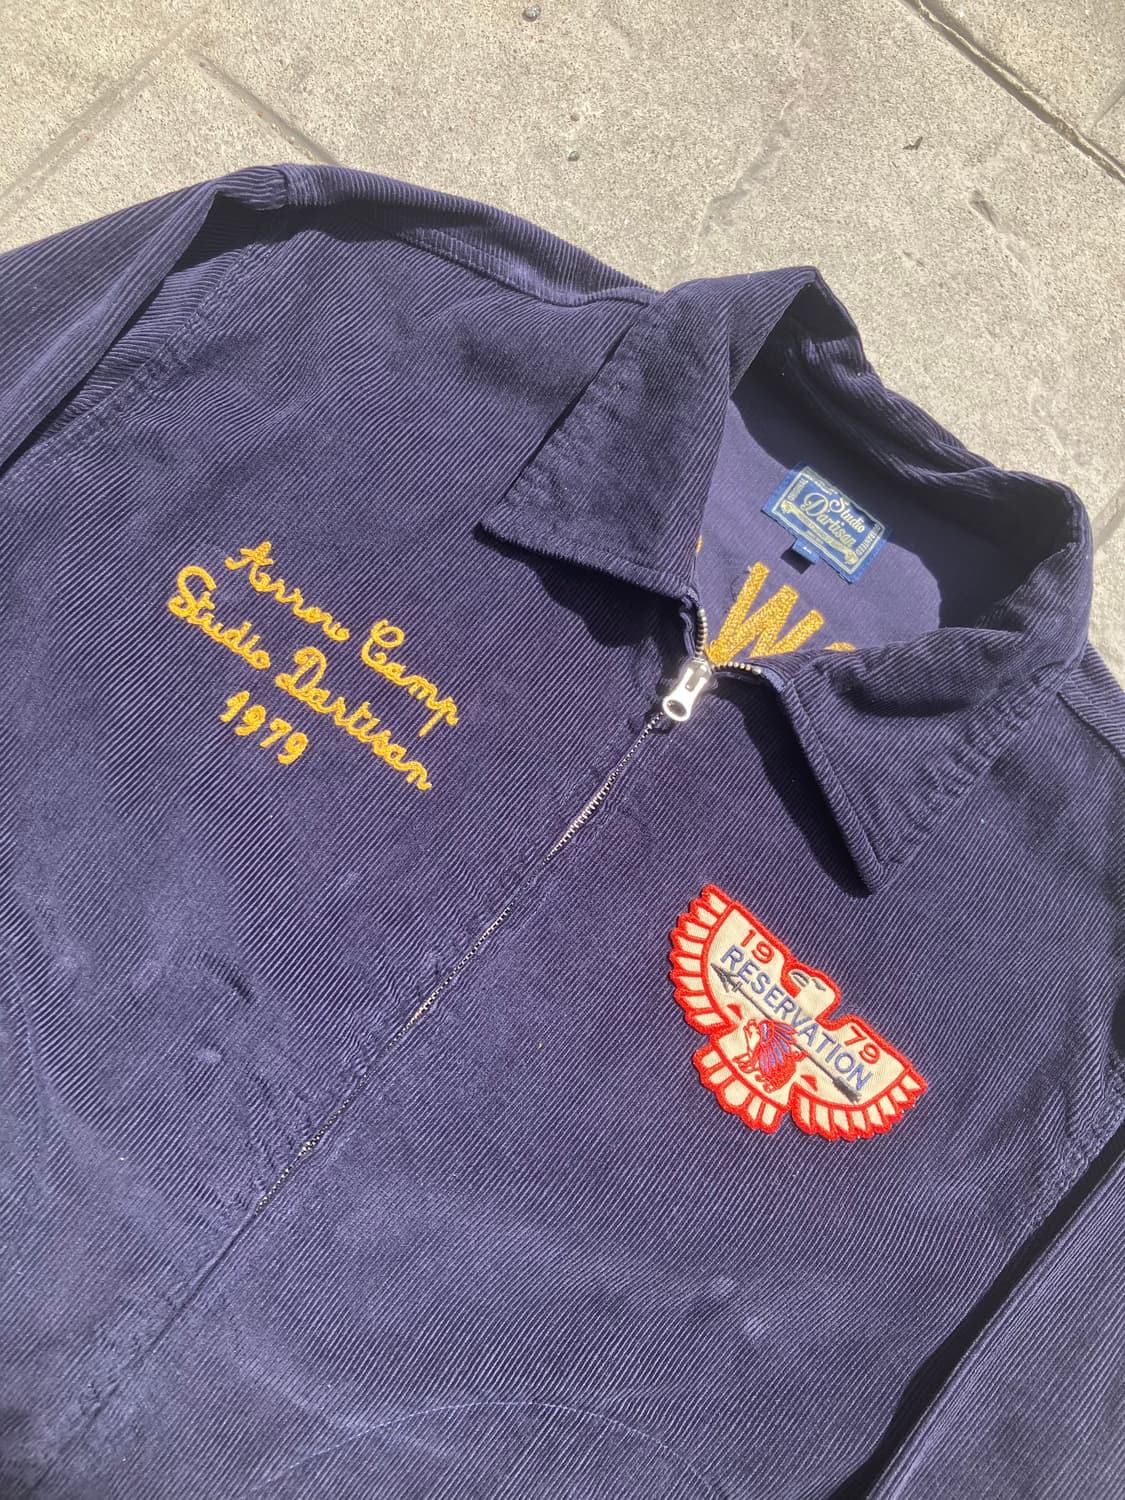 Arrow Camp
Studio Dartisan
1979
Studio
Dartisan
W
19
79
RESERVATION